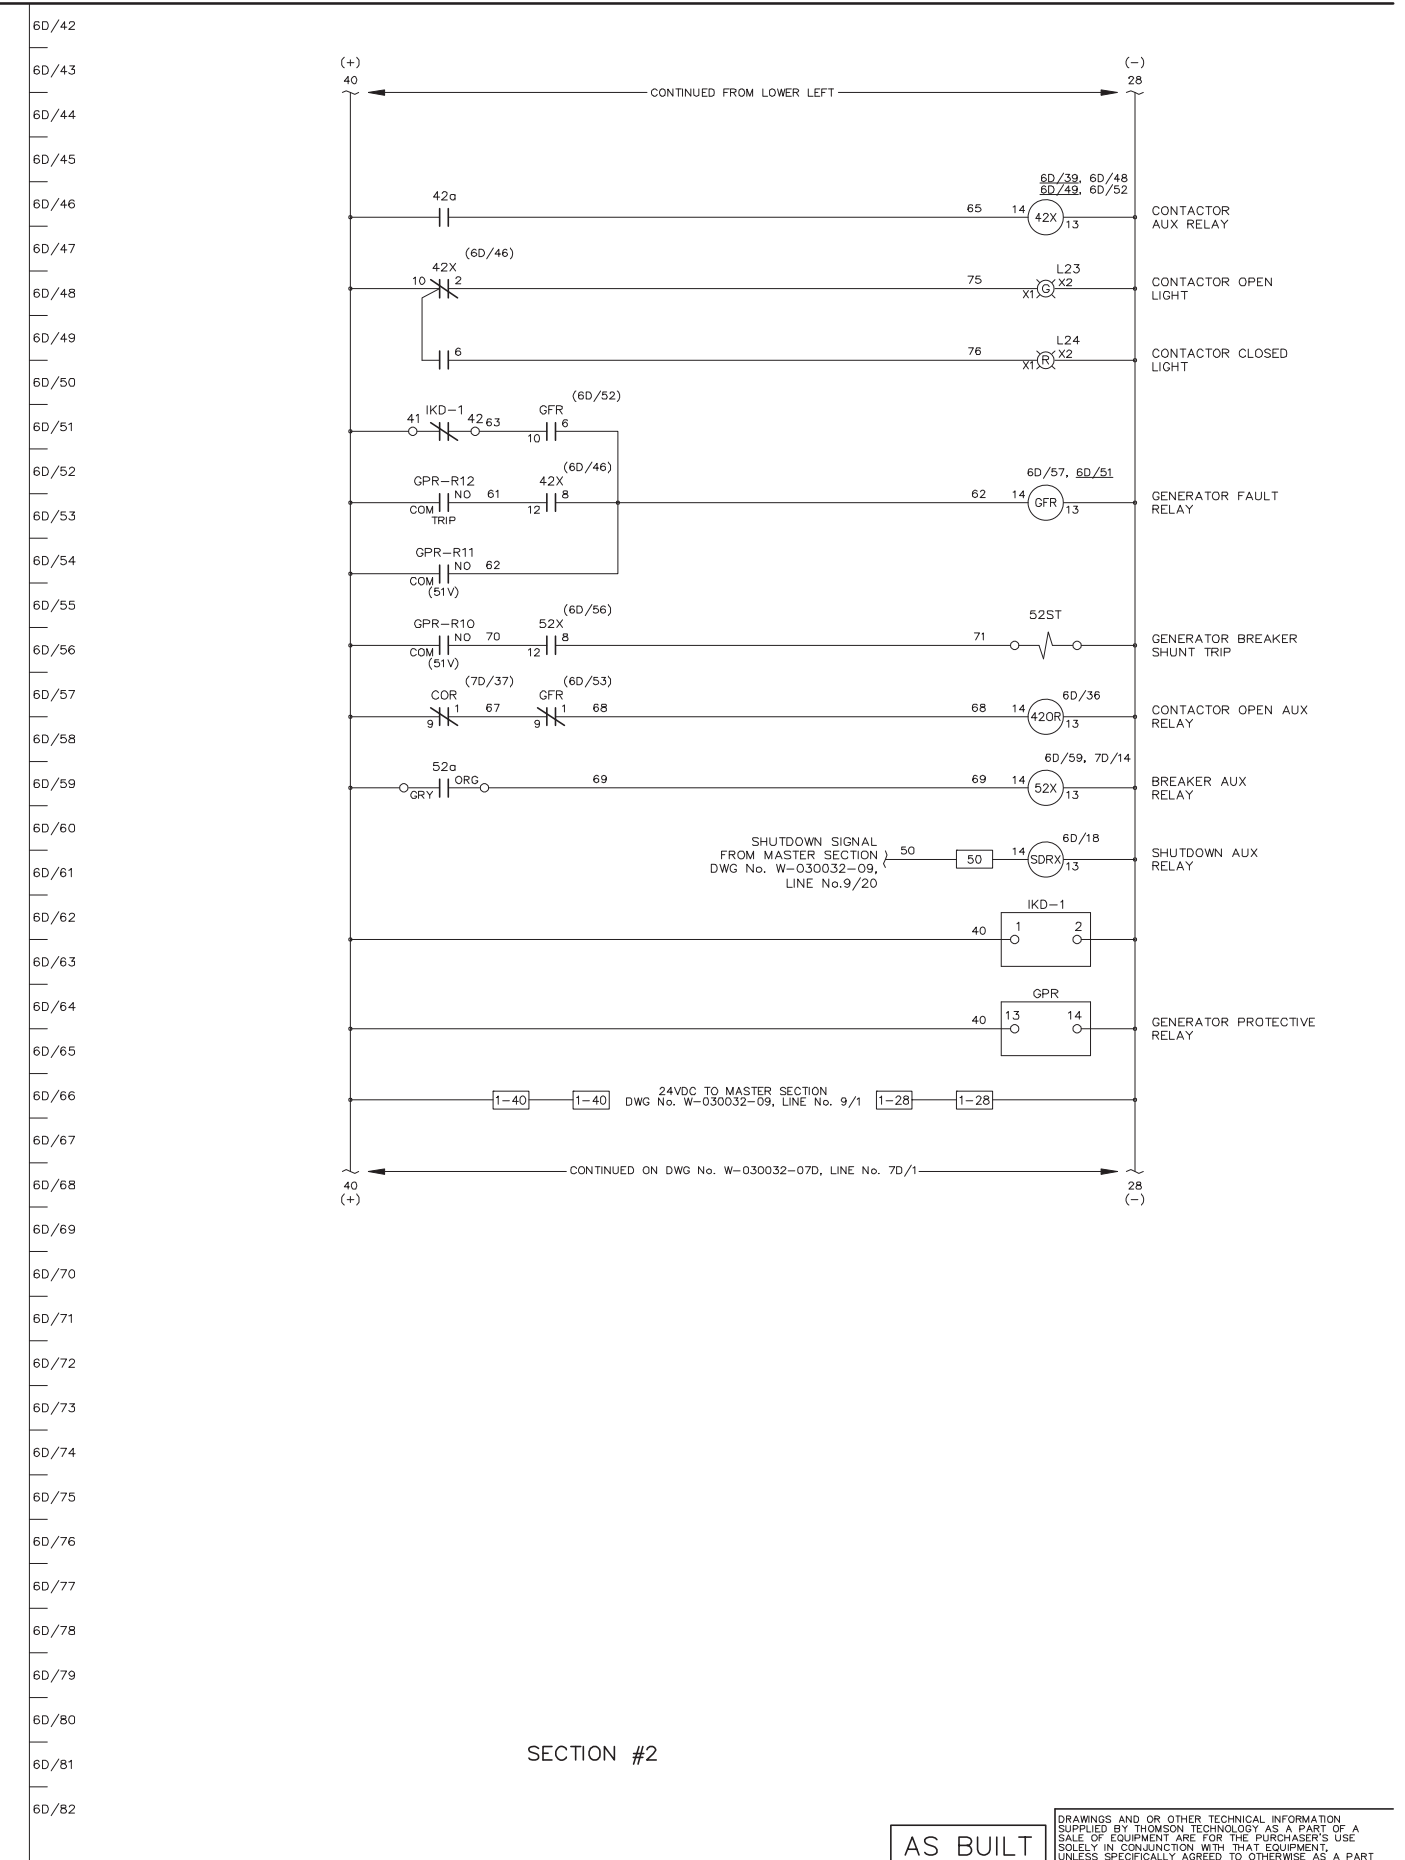 6D/42
6D/43
(+)
(-)
40
28
CONTINUED FROM LOWER LEFT
6D/44
6D/45
6D/39, 6D/48
6D/49, 6D/52
6D/46
42a
65
14
42X
13
CONTACTOR
AUX RELAY
6D/47
(6D/46)
42X
10
2
75
L23
X1
G
X2
CONTACTOR OPEN
LIGHT
6D/48
6D/49
6
76
L24
X1
R
X2
CONTACTOR CLOSED
LIGHT
6D/50
(6D/52)
6D/51
41
IKD-1
42
63
GFR
10
6
6D/52
(6D/46)
6D/57, 6D/51
GPR-R12
COM
NO
TRIP
61
42X
12
8
62
14
GFR
13
GENERATOR FAULT
RELAY
6D/53
6D/54
GPR-R11
COM
NO
(51V)
62
6D/55
(6D/56)
52ST
6D/56
GPR-R10
COM
NO
(51V)
70
52X
12
8
71
GENERATOR BREAKER
SHUNT TRIP
6D/57
(7D/37)
(6D/53)
COR
9
1
67
GFR
9
1
68
68
6D/36
14
42OR
13
CONTACTOR OPEN AUX
RELAY
6D/58
6D/59, 7D/14
6D/59
52a
GRY
ORG
69
69
14
52X
13
BREAKER AUX
RELAY
6D/60
6D/61
SHUTDOWN SIGNAL
FROM MASTER SECTION
DWG No. W-030032-09,
LINE No.9/20
50
50
6D/18
14
SDRX
13
SHUTDOWN AUX
RELAY
6D/62
IKD-1
40
1
2
6D/63
6D/64
GPR
40
13
14
GENERATOR PROTECTIVE
RELAY
6D/65
6D/66
1-40
1-40
24VDC TO MASTER SECTION
DWG No. W-030032-09, LINE No. 9/1
1-28
1-28
6D/67
CONTINUED ON DWG No. W-030032-07D, LINE No. 7D/1
6D/68
40
(+)
28
(-)
6D/69
6D/70
6D/71
6D/72
6D/73
6D/74
6D/75
6D/76
6D/77
6D/78
6D/79
6D/80
6D/81
SECTION #2
6D/82
AS BUILT
DRAWINGS AND OR OTHER TECHNICAL INFORMATION
SUPPLIED BY THOMSON TECHNOLOGY AS A PART OF A
SALE OF EQUIPMENT ARE FOR THE PURCHASER'S USE
SOLELY IN CONJUNCTION WITH THAT EQUIPMENT,
UNLESS SPECIFICALLY AGREED TO OTHERWISE AS A PART